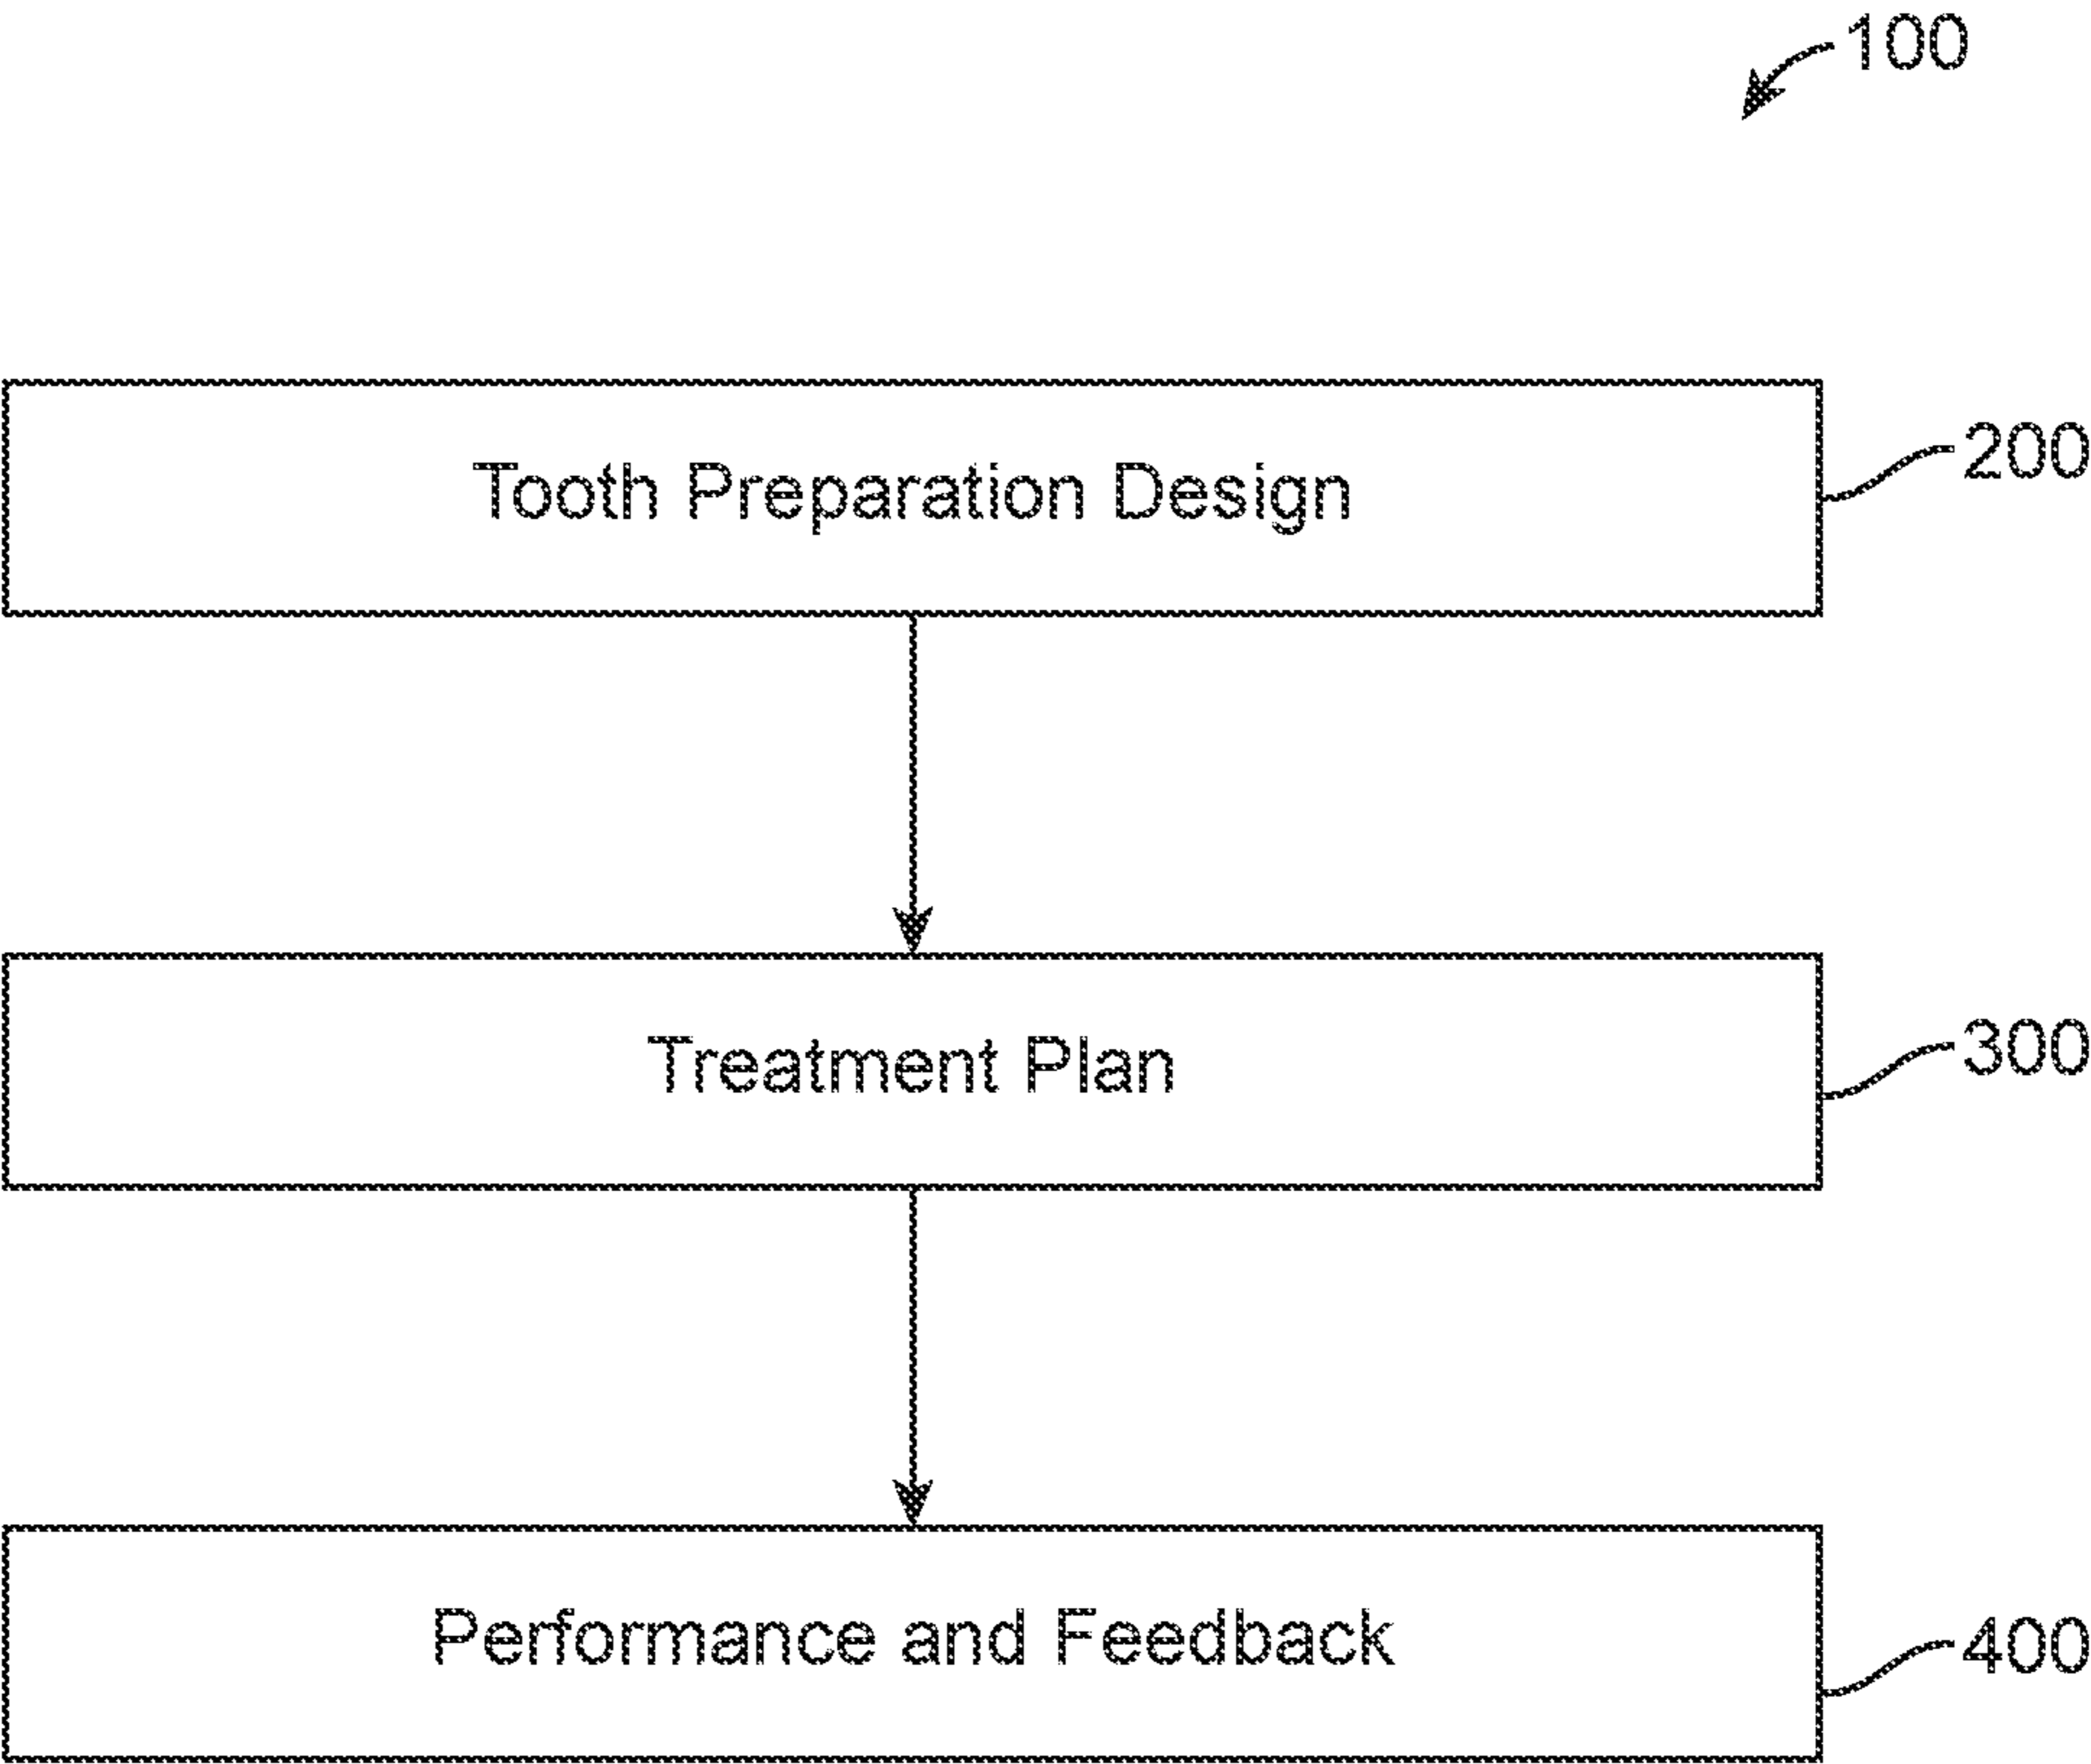 100
Tooth Preparation Design
200
Treatment Plan
300
Performance and Feedback
400